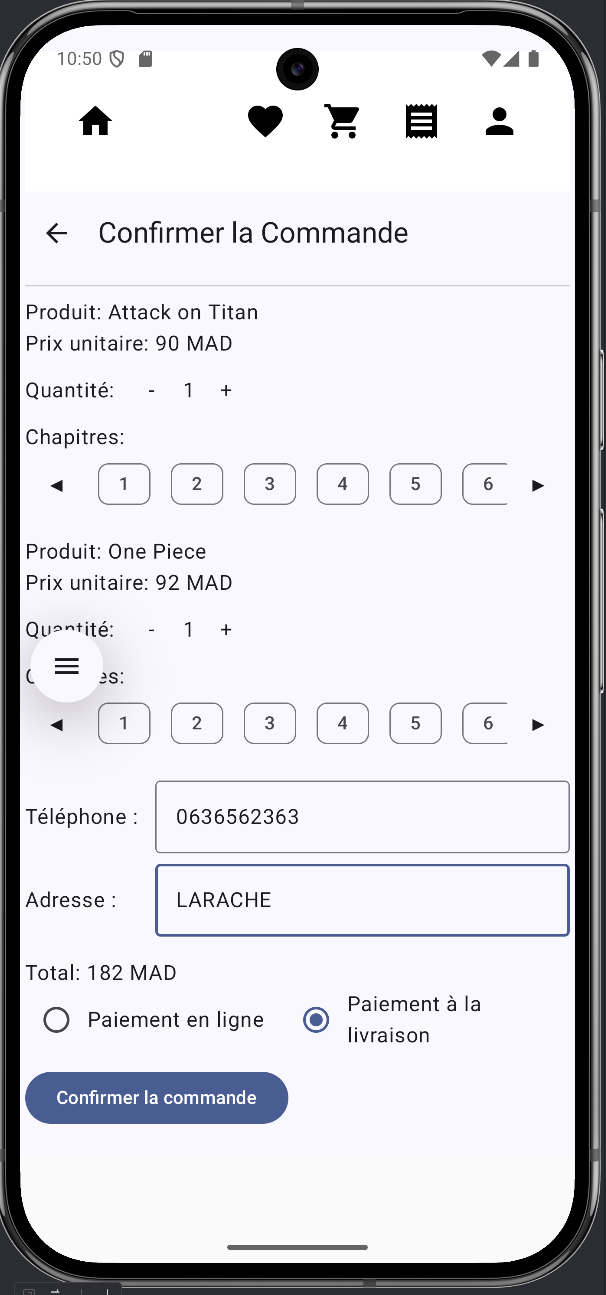 10:50
Confirmer la Commande
Produit: Attack on Titan
Prix unitaire: 90 MAD
Quantité: - 1 +
Chapitres:
◄ 1 2 3 4 5 6 ►
Produit: One Piece
Prix unitaire: 92 MAD
Quantité: - 1 +
es:
◄ 1 2 3 4 5 6 ►
Téléphone : 0636562363
Adresse : LARACHE
Total: 182 MAD
Paiement en ligne
Paiement à la
livraison
Confirmer la commande